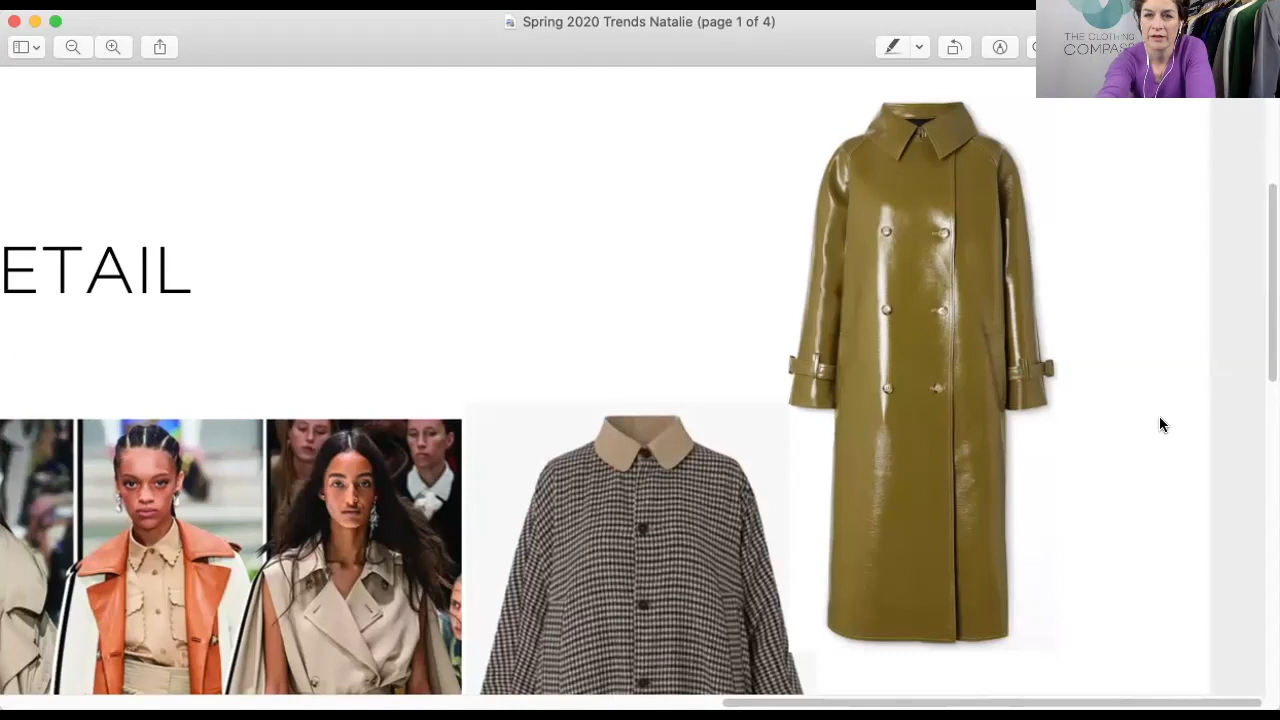 Spring 2020 Trends Natalie (page 1 of 4)
THE CLOTHING
COMPASS
ETAIL